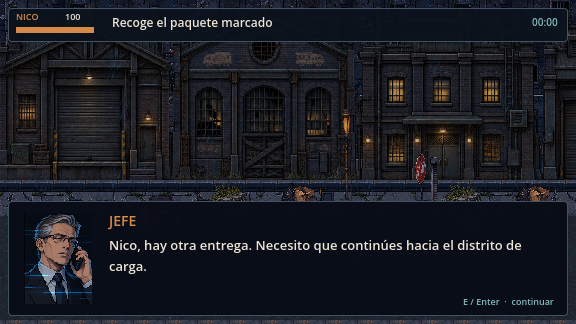 NICO 100
Recoge el paquete marcado
00:00
JEFE
Nico, hay otra entrega. Necesito que continúes hacia el distrito de
carga.
E / Enter · continuar